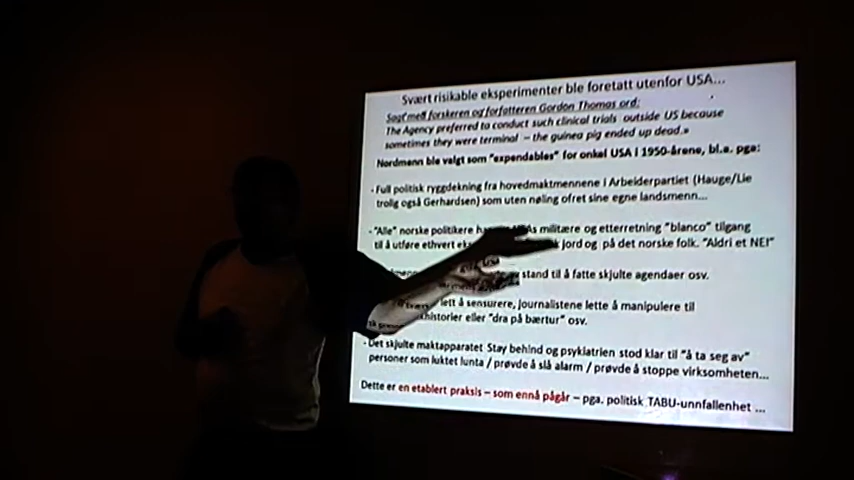 Svært risikable eksperimenter ble foretatt utenfor USA...
Sagt med forskeren og forfatteren Gordon Thomas ord:
The Agency preferred to conduct such clinical trials outside US because
sometimes they were terminal – the guinea pig ended up dead.»
Nordmenn ble valgt som "expendables" for onkel USA i 1950-årene, bl.a. pga:
- Full politisk ryggdekning fra hovedmaktmennene i Arbeiderpartiet (Hauge/Lie
trolig også Gerhardsen) som uten nøling ofret sine egne landsmenn...
- "Alle" norske politikere militære og etterretning "blanco" tilgang
til å utføre ethvert jord og på det norske folk. "Aldri et NEI"
stand til å fatte skjulte agendaer osv.
lett å sensurere, journalistene lette å manipulere til
historier eller "dra på bærtur" osv.
- Det skjulte maktapparatet Stay behind og psykiatrien stod klar til "å ta seg av"
personer som luktet lunta / prøvde å slå alarm / prøvde å stoppe virksomheten...
Dette er en etablert praksis – som ennå pågår – pga. politisk TABU-unnfallenhet ...